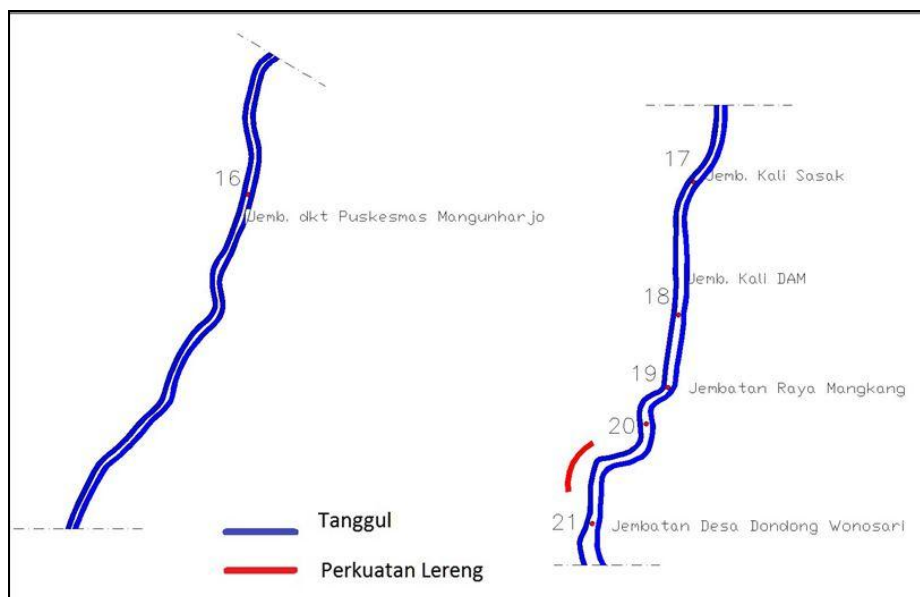 16
Jemb. dkt Puskesmas Mangunharjo
17
Jemb. Kali Sasak
Jemb. Kali DAM
18
19
Jembatan Raya Mangkang
20
21
Jembatan Desa Dondong Wonosari
Tanggul
Perkuatan Lereng